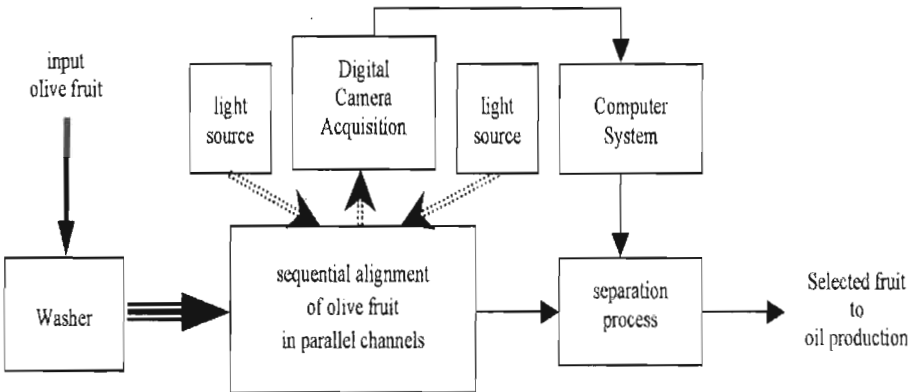 input
olive fruit
light
source
Digital
Camera
Acquisition
light
source
Computer
System
Washer
sequential alignment
of olive fruit
in parallel channels
separation
process
Selected fruit
to
oil production